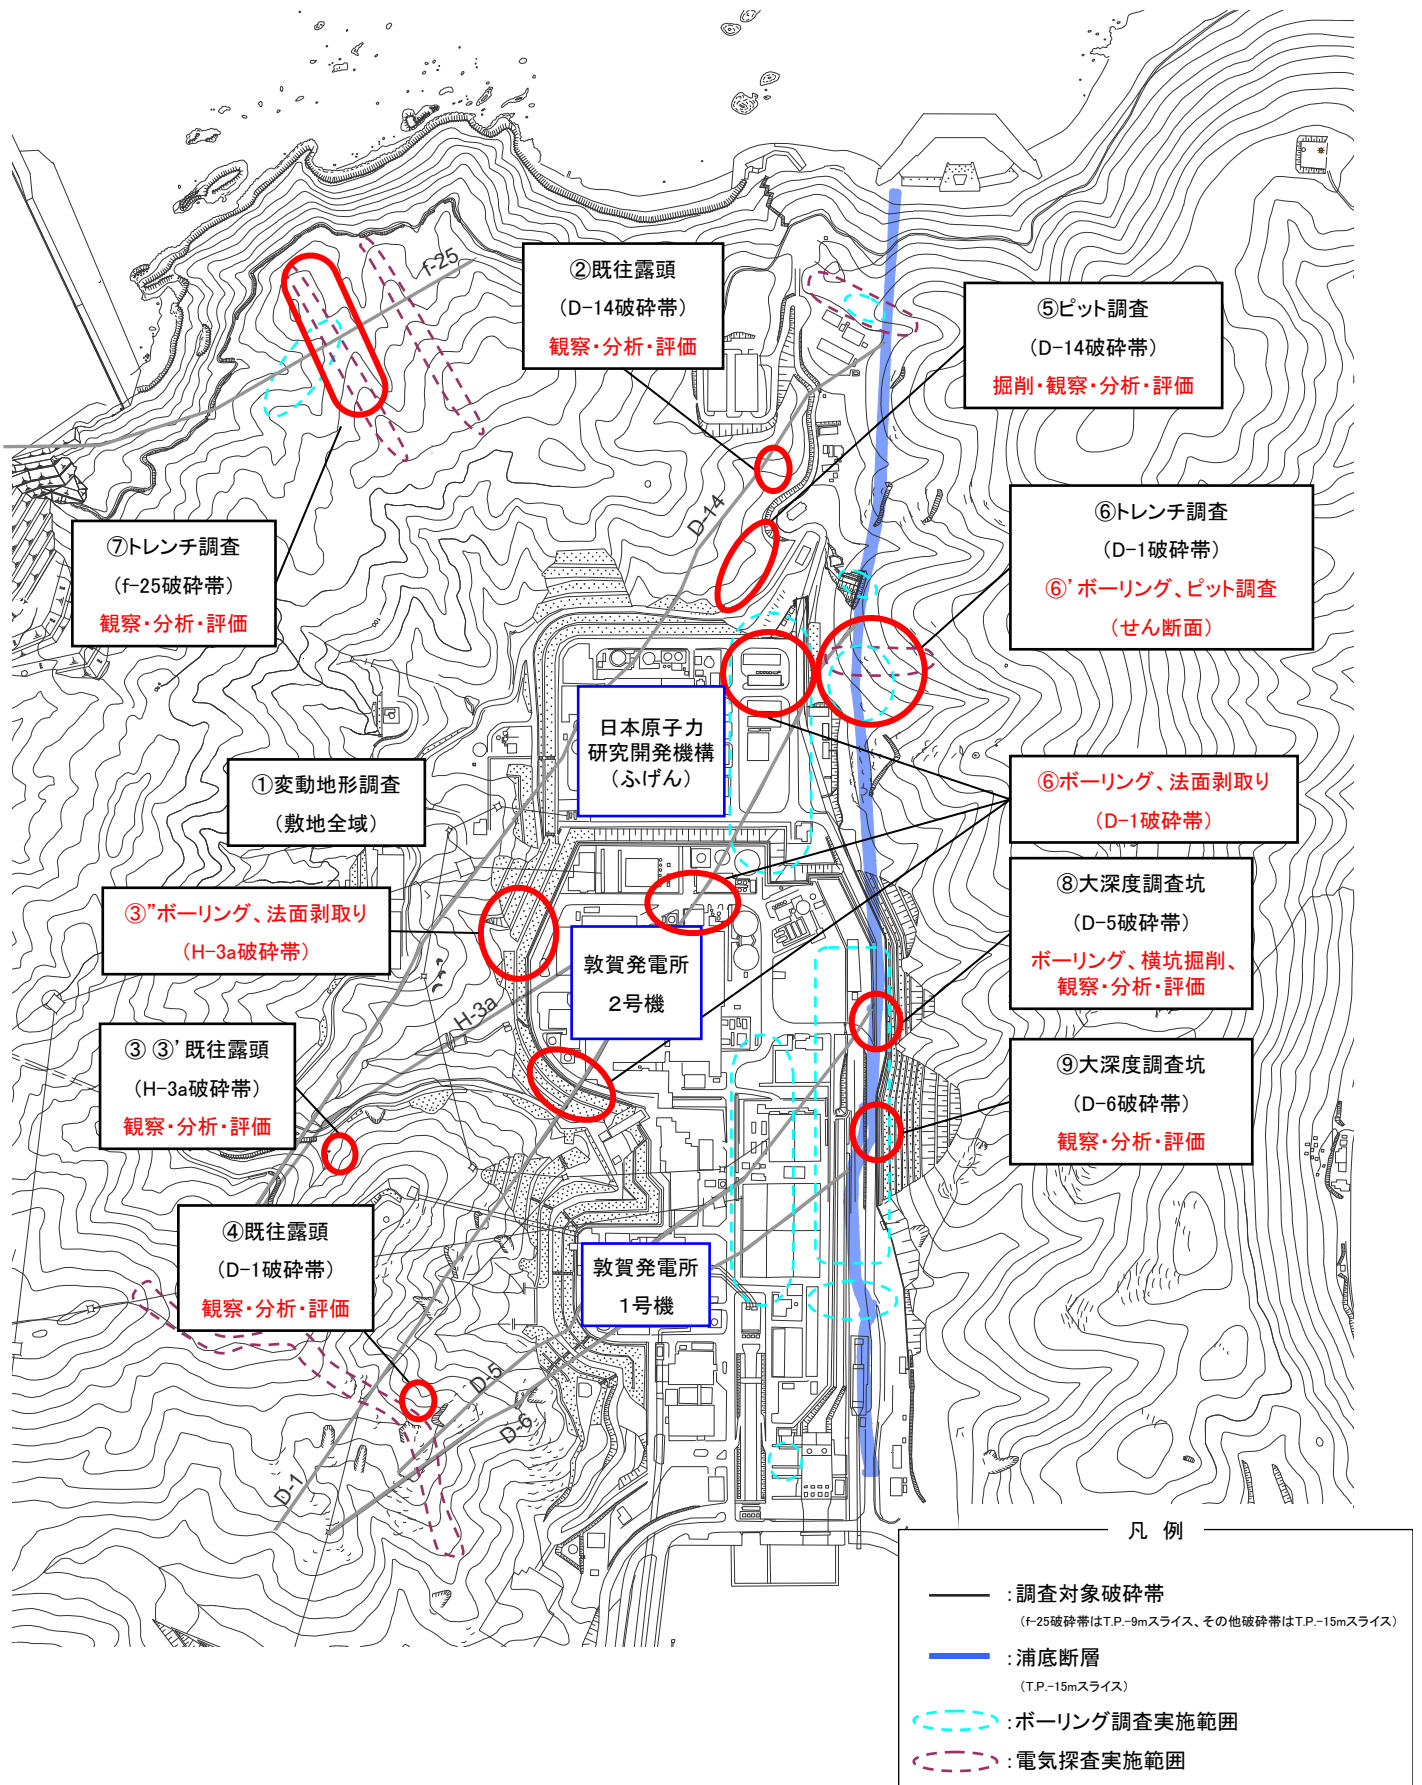 f-25
②既往露頭
(D-14破砕帯)
観察・分析・評価
⑤ピット調査
(D-14破砕帯)
掘削・観察・分析・評価
D-14
⑦トレンチ調査
(f-25破砕帯)
観察・分析・評価
⑥トレンチ調査
(D-1破砕帯)
⑥’ボーリング、ピット調査
(せん断面)
日本原子力
研究開発機構
(ふげん)
①変動地形調査
(敷地全域)
⑥ボーリング、法面剥取り
(D-1破砕帯)
③”ボーリング、法面剥取り
(H-3a破砕帯)
⑧大深度調査坑
(D-5破砕帯)
ボーリング、横坑掘削、
観察・分析・評価
敦賀発電所
2号機
H-3a
③ ③’既往露頭
(H-3a破砕帯)
観察・分析・評価
⑨大深度調査坑
(D-6破砕帯)
観察・分析・評価
④既往露頭
(D-1破砕帯)
観察・分析・評価
敦賀発電所
1号機
D-5
D-6
D-1
凡 例
:調査対象破砕帯
(f-25破砕帯はT.P.-9mスライス、その他破砕帯はT.P.-15mスライス)
:浦底断層
(T.P.-15mスライス)
:ボーリング調査実施範囲
:電気探査実施範囲